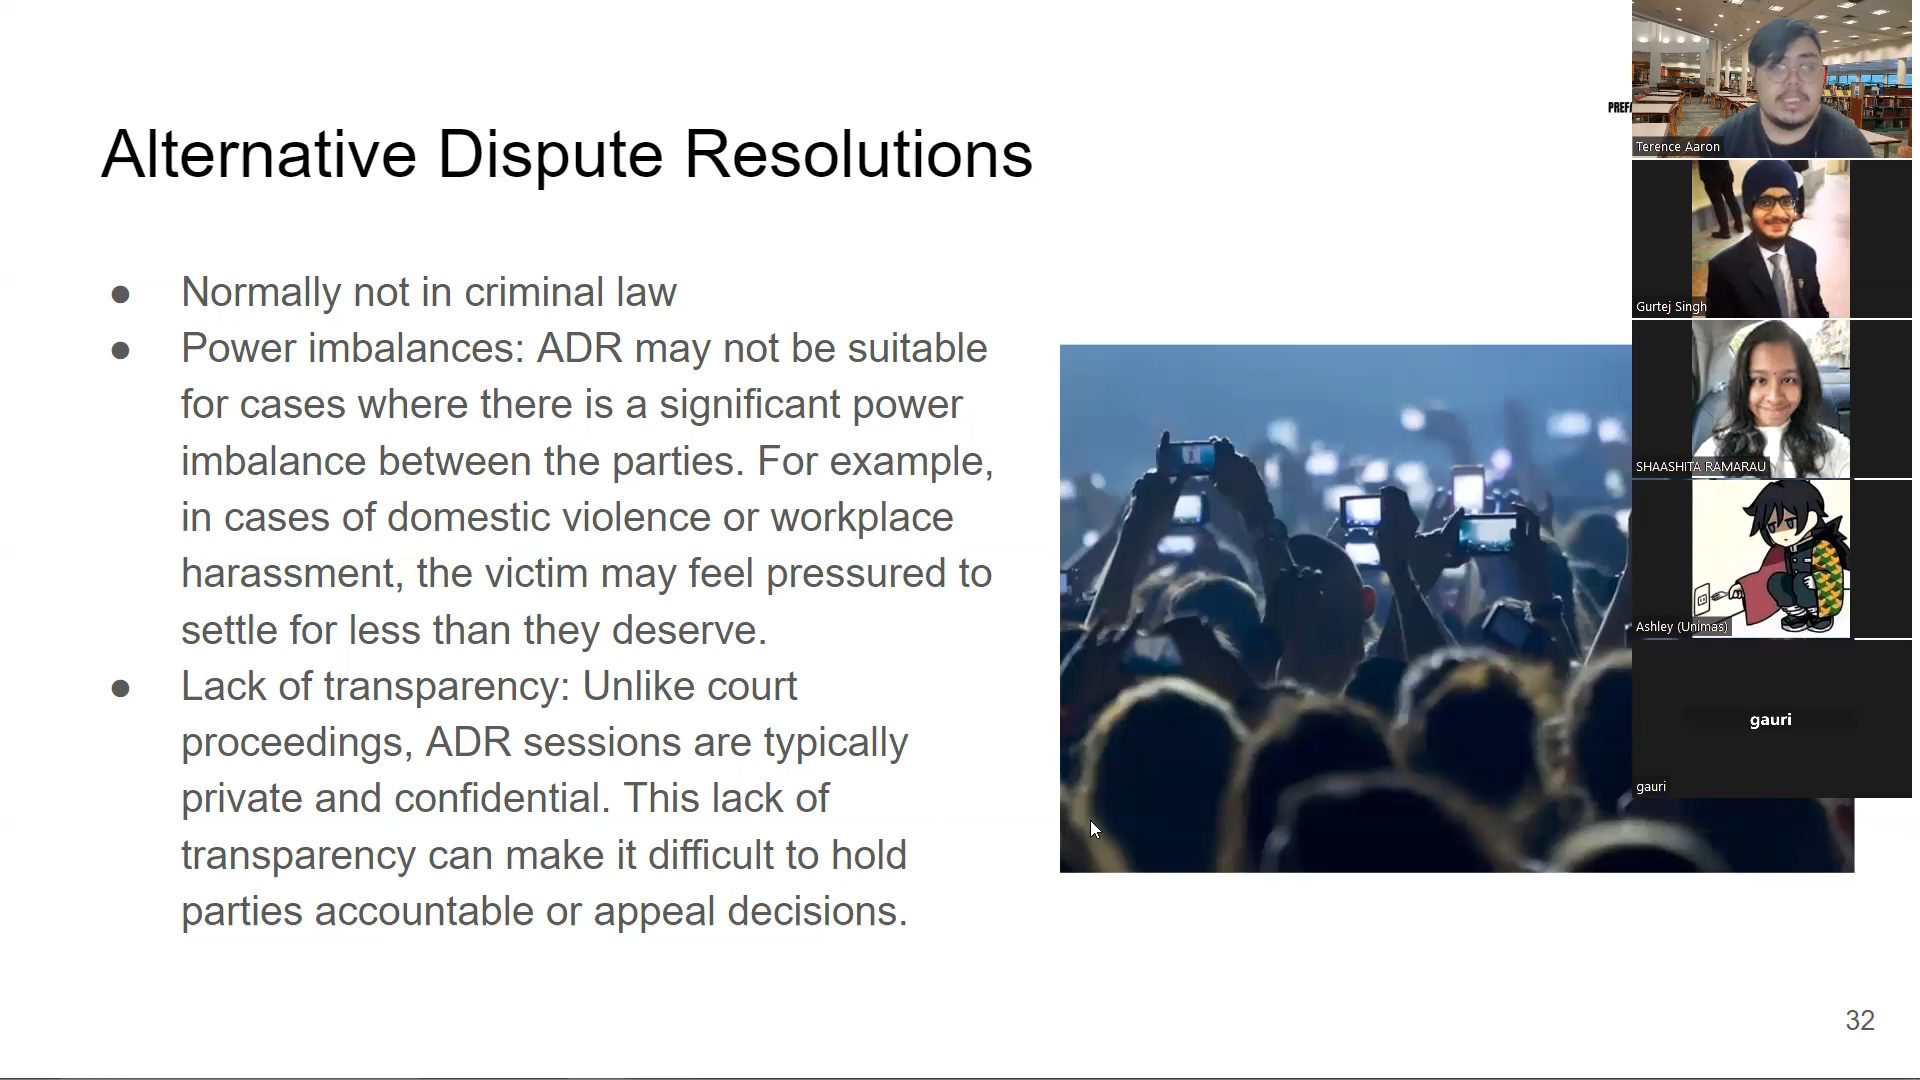 Alternative Dispute Resolutions
● Normally not in criminal law
● Power imbalances: ADR may not be suitable
for cases where there is a significant power
imbalance between the parties. For example,
in cases of domestic violence or workplace
harassment, the victim may feel pressured to
settle for less than they deserve.
● Lack of transparency: Unlike court
proceedings, ADR sessions are typically
private and confidential. This lack of
transparency can make it difficult to hold
parties accountable or appeal decisions.
32
PREFA
Terence Aaron
Gurtej Singh
SHAASHITA RAMARAU
Ashley (Unimas)
gauri
gauri